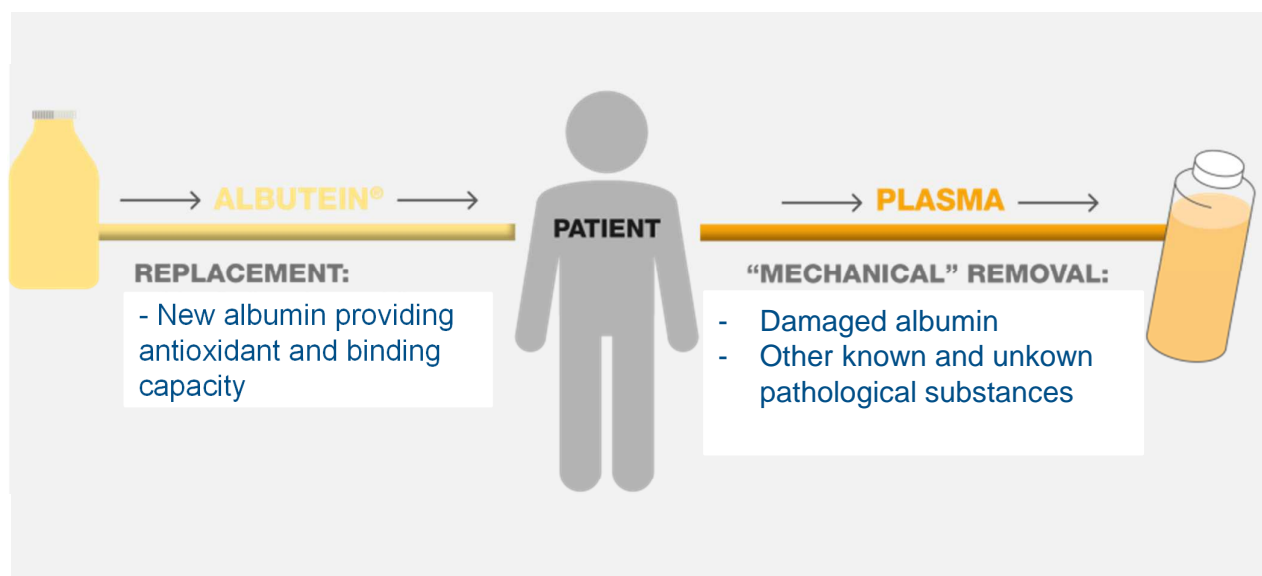 ALBUTEIN®
PATIENT
PLASMA
REPLACEMENT:
- New albumin providing
antioxidant and binding
capacity
“MECHANICAL” REMOVAL:
- Damaged albumin
- Other known and unkown
pathological substances